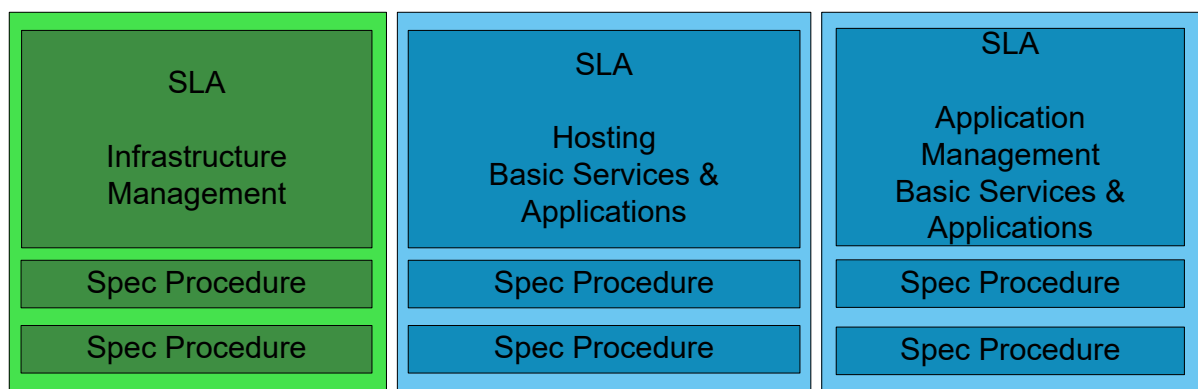 SLA
Infrastructure
Management
Spec Procedure
Spec Procedure
SLA
Hosting
Basic Services &
Applications
Spec Procedure
Spec Procedure
SLA
Application
Management
Basic Services &
Applications
Spec Procedure
Spec Procedure